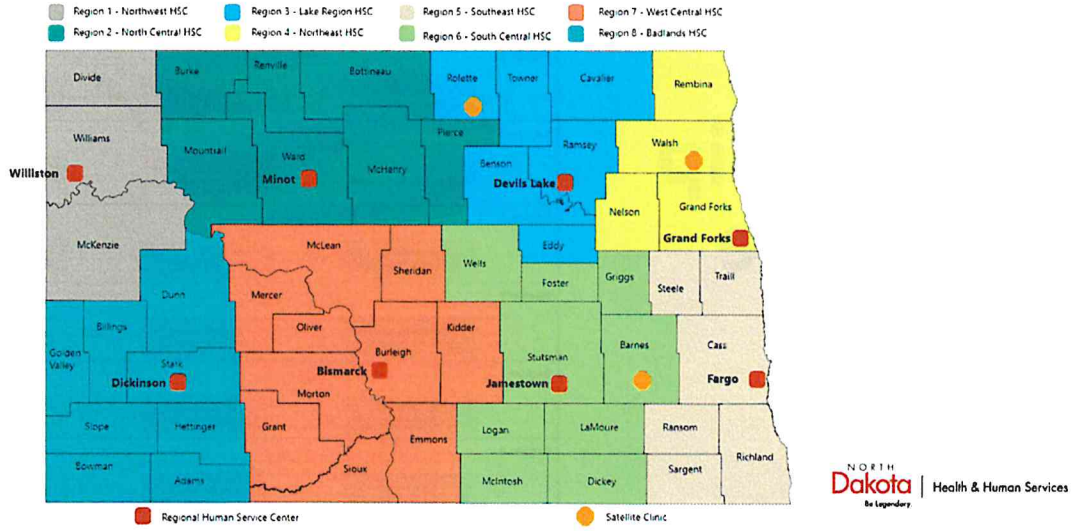 Region 1 - Northwest HSC
Region 3 - Lake Region HSC
Region 5 - Southeast HSC
Region 7 - West Central HSC
Region 2 - North Central HSC
Region 4 - Northeast HSC
Region 6 - South Central HSC
Region 8 - Badlands HSC
Divide
Burke
Renville
Bottineau
Rolette
Towner
Cavalier
Rembina
Williams
Mountsail
Ward
McHenry
Pierce
Benson
Ramsey
Walsh
Williston
Minot
Devils Lake
Nelson
Grand Forks
Grand Forks
McKenzie
McLean
Sheridan
Wells
Eddy
Foster
Griggs
Steele
Traill
Dunn
Mercer
Oliver
Kidder
Billings
Golden
Valley
Stark
Burleigh
Stutsman
Barnes
Cass
Dickinson
Bismarck
Jamestown
Fargo
Morton
Slope
Hettinger
Grant
Emmons
Logan
LaMoure
Ransom
Richland
Bowman
Adams
Sioux
McIntosh
Dickey
Sargent
Regional Human Service Center
Satellite Clinic
NORTH
Dakota | Health & Human Services
Be Legendary.